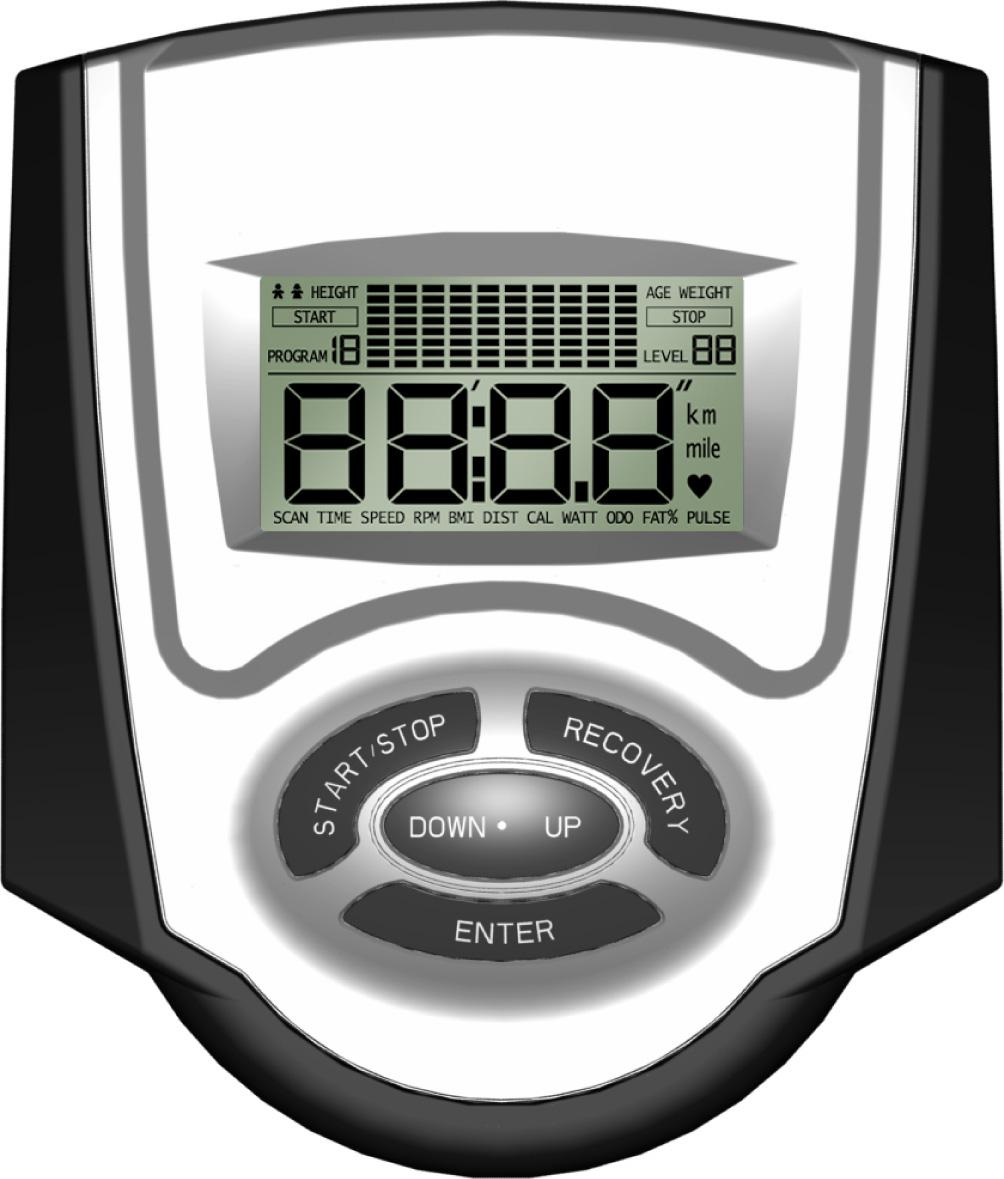 HEIGHT AGE WEIGHT
START STOP
PROGRAM 18 LEVEL 88
88:8.8
km
mile
SCAN TIME SPEED RPM BMI DIST CAL WATT ODO FAT% PULSE
START/STOP RECOVERY
DOWN • UP
ENTER